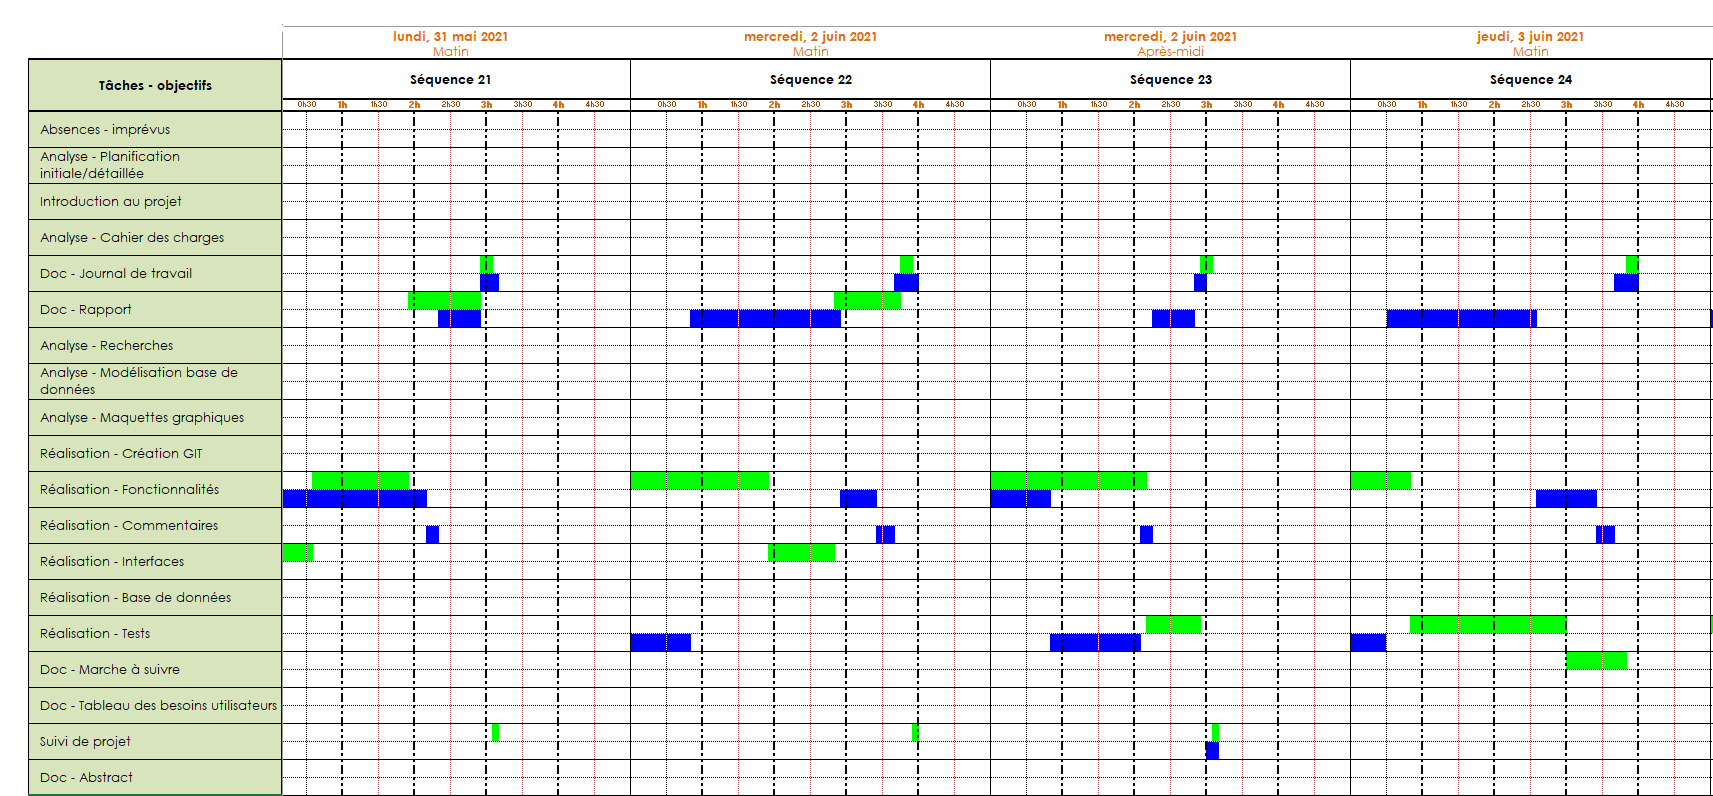 lundi, 31 mai 2021 mercredi, 2 juin 2021 mercredi, 2 juin 2021 jeudi, 3 juin 2021
Matin Matin Après-midi Matin
Tâches - objectifs Séquence 21 Séquence 22 Séquence 23 Séquence 24
0h30 1h 1h30 2h 2h30 3h 3h30 4h 4h30 0h30 1h 1h30 2h 2h30 3h 3h30 4h 4h30 0h30 1h 1h30 2h 2h30 3h 3h30 4h 4h30 0h30 1h 1h30 2h 2h30 3h 3h30 4h 4h30
Absences - imprévus
Analyse - Planification
initiale/détaillée
Introduction au projet
Analyse - Cahier des charges
Doc - Journal de travail
Doc - Rapport
Analyse - Recherches
Analyse - Modélisation base de
données
Analyse - Maquettes graphiques
Réalisation - Création GIT
Réalisation - Fonctionnalités
Réalisation - Commentaires
Réalisation - Interfaces
Réalisation - Base de données
Réalisation - Tests
Doc - Marche à suivre
Doc - Tableau des besoins utilisateurs
Suivi de projet
Doc - Abstract